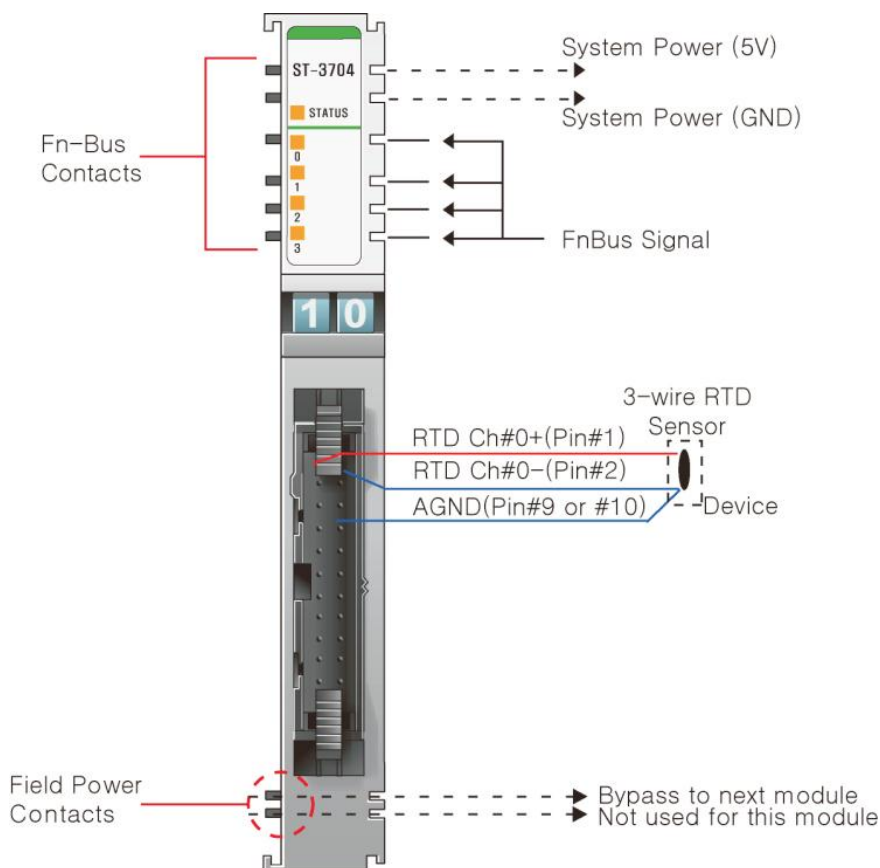 System Power (5V)
ST-3704
STATUS
System Power (GND)
Fn-Bus
Contacts
0
1
2
3
FnBus Signal
10
3-wire RTD
Sensor
RTD Ch#0+(Pin#1)
RTD Ch#0-(Pin#2)
AGND(Pin#9 or #10)
Device
Field Power
Contacts
Bypass to next module
Not used for this module